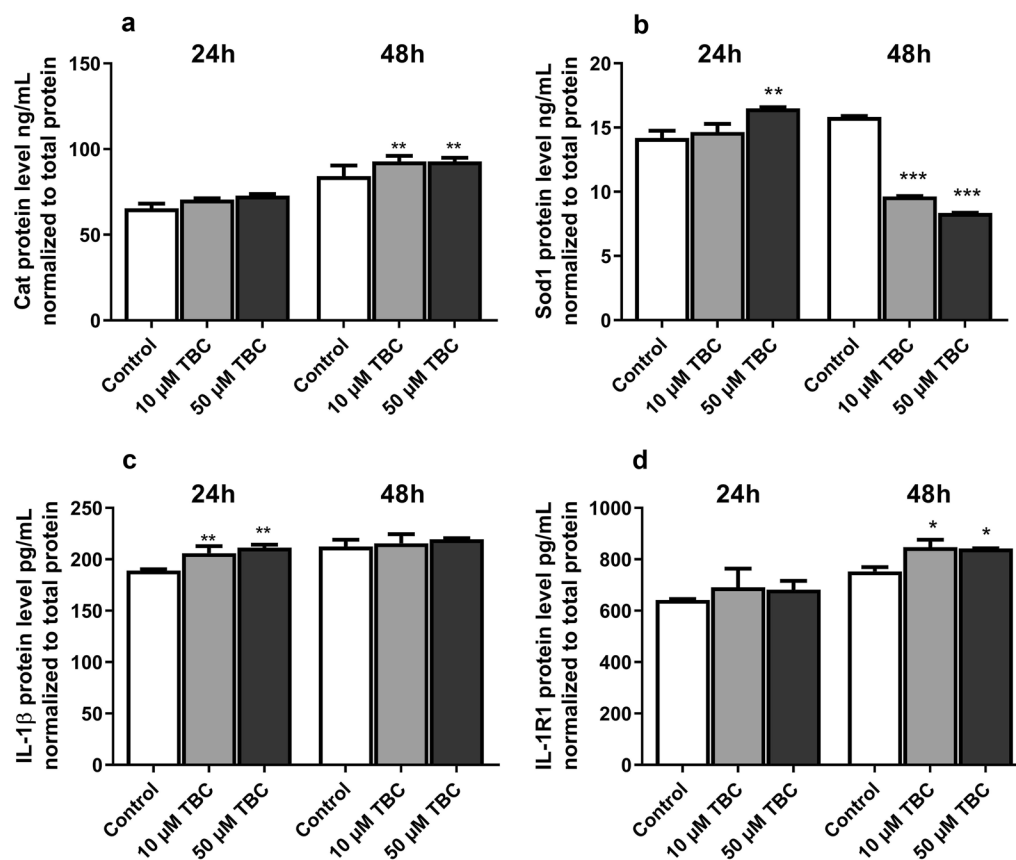 a
24h
48h
Cat protein level ng/mL
normalized to total protein
150
100
50
0
**
**
Control
10 µM TBC
50 µM TBC
Control
10 µM TBC
50 µM TBC
b
24h
48h
Sod1 protein level ng/mL
normalized to total protein
20
15
10
5
0
**
***
***
Control
10 µM TBC
50 µM TBC
Control
10 µM TBC
50 µM TBC
c
24h
48h
IL-1β protein level pg/mL
normalized to total protein
250
200
150
100
50
0
**
**
Control
10 µM TBC
50 µM TBC
Control
10 µM TBC
50 µM TBC
d
24h
48h
IL-1R1 protein level pg/mL
normalized to total protein
1000
800
600
400
200
0
*
*
Control
10 µM TBC
50 µM TBC
Control
10 µM TBC
50 µM TBC